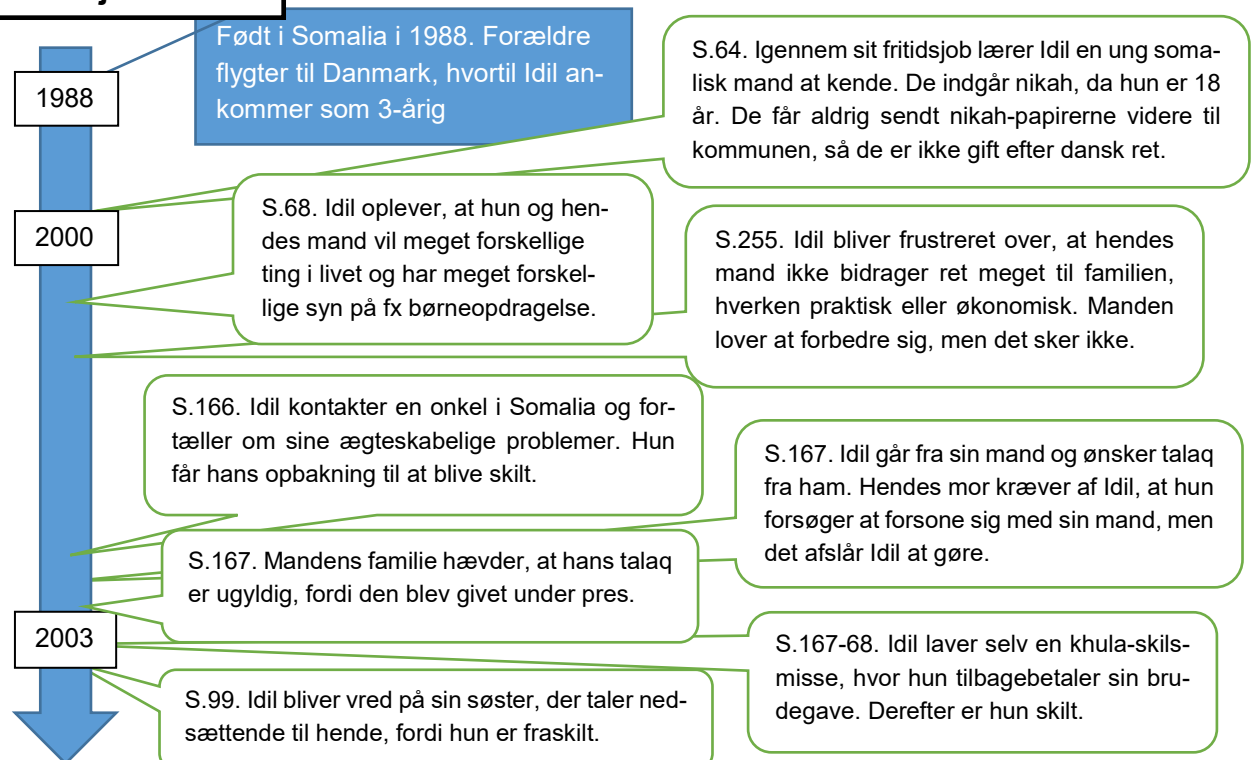 Født i Somalia i 1988. Forældre
flygter til Danmark, hvortil Idil an-
kommer som 3-årig
1988
S.64. Igennem sit fritidsjob lærer Idil en ung soma-
lisk mand at kende. De indgår nikah, da hun er 18
år. De får aldrig sendt nikah-papirerne videre til
kommunen, så de er ikke gift efter dansk ret.
2000
S.68. Idil oplever, at hun og hen-
des mand vil meget forskellige
ting i livet og har meget forskel-
lige syn på fx børneopdragelse.
S.255. Idil bliver frustreret over, at hendes
mand ikke bidrager ret meget til familien,
hverken praktisk eller økonomisk. Manden
lover at forbedre sig, men det sker ikke.
S.166. Idil kontakter en onkel i Somalia og for-
tæller om sine ægteskabelige problemer. Hun
får hans opbakning til at blive skilt.
S.167. Idil går fra sin mand og ønsker talaq
fra ham. Hendes mor kræver af Idil, at hun
forsøger at forsone sig med sin mand, men
det afslår Idil at gøre.
S.167. Mandens familie hævder, at hans talaq
er ugyldig, fordi den blev givet under pres.
2003
S.167-68. Idil laver selv en khula-skils-
misse, hvor hun tilbagebetaler sin bru-
degave. Derefter er hun skilt.
S.99. Idil bliver vred på sin søster, der taler ned-
sættende til hende, fordi hun er fraskilt.